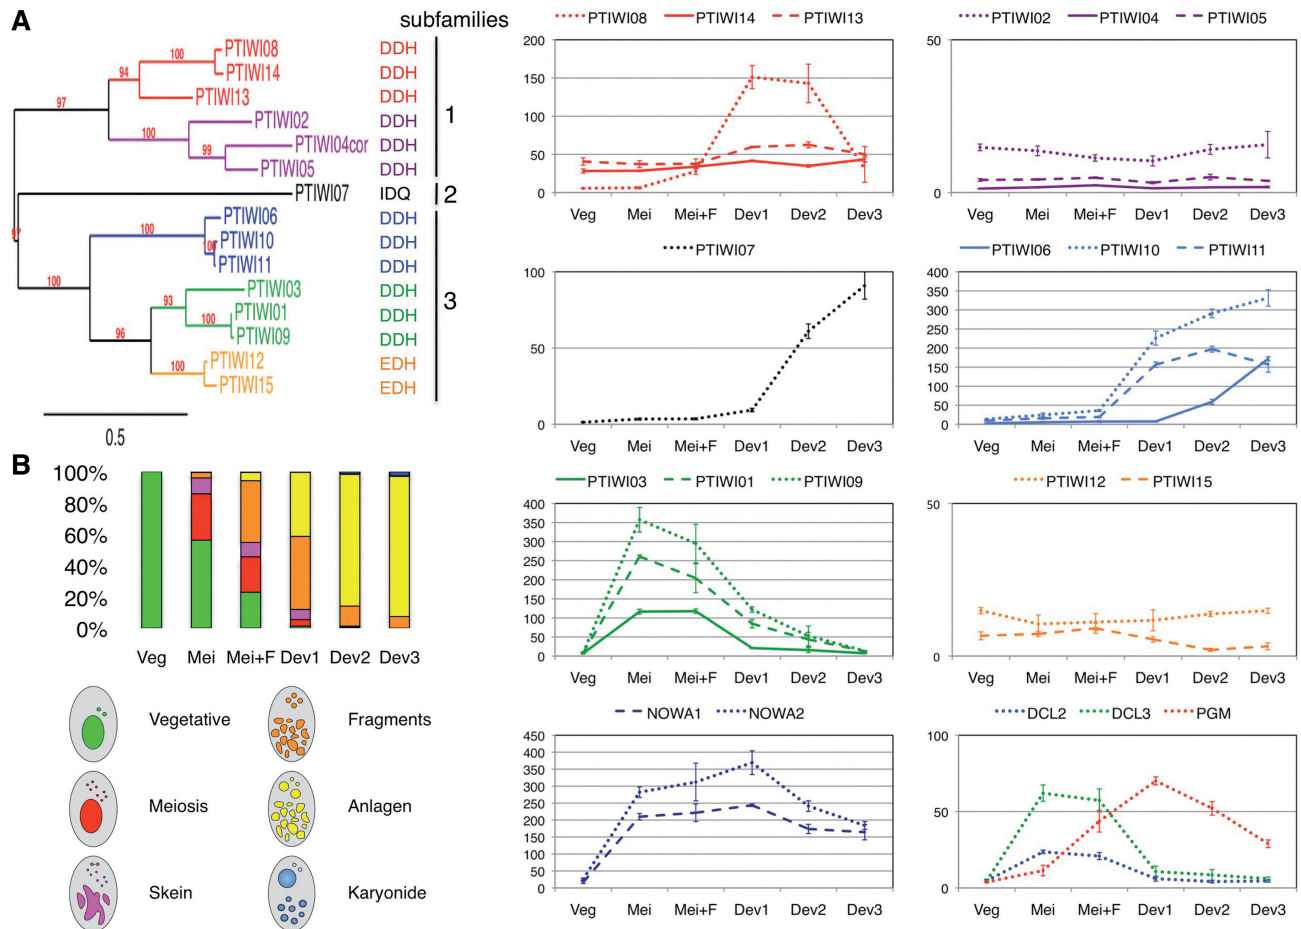 A
subfamilies
PTIWI08 DDH
PTIWI14 DDH
PTIWI13 DDH
PTIWI02 DDH
PTIWI04cor DDH
PTIWI05 DDH
PTIWI07 IDQ
PTIWI06 DDH
PTIWI10 DDH
PTIWI11 DDH
PTIWI03 DDH
PTIWI01 DDH
PTIWI09 DDH
PTIWI12 EDH
PTIWI15 EDH
1
2
3
100
94
97
100
99
97
100
100
100
93
100
96
100
0.5
B
100%
80%
60%
40%
20%
0%
Veg Mei Mei+F Dev1 Dev2 Dev3
Vegetative Fragments
Meiosis Anlagen
Skein Karyonide
PTIWI08 PTIWI14 PTIWI13
200
150
100
50
0
Veg Mei Mei+F Dev1 Dev2 Dev3
PTIWI02 PTIWI04 PTIWI05
50
0
Veg Mei Mei+F Dev1 Dev2 Dev3
PTIWI07
100
50
0
Veg Mei Mei+F Dev1 Dev2 Dev3
PTIWI06 PTIWI10 PTIWI11
400
350
300
250
200
150
100
50
0
Veg Mei Mei+F Dev1 Dev2 Dev3
PTIWI03 PTIWI01 PTIWI09
400
350
300
250
200
150
100
50
0
Veg Mei Mei+F Dev1 Dev2 Dev3
PTIWI12 PTIWI15
50
0
Veg Mei Mei+F Dev1 Dev2 Dev3
NOWA1 NOWA2
450
400
350
300
250
200
150
100
50
0
Veg Mei Mei+F Dev1 Dev2 Dev3
DCL2 DCL3 PGM
100
50
0
Veg Mei Mei+F Dev1 Dev2 Dev3